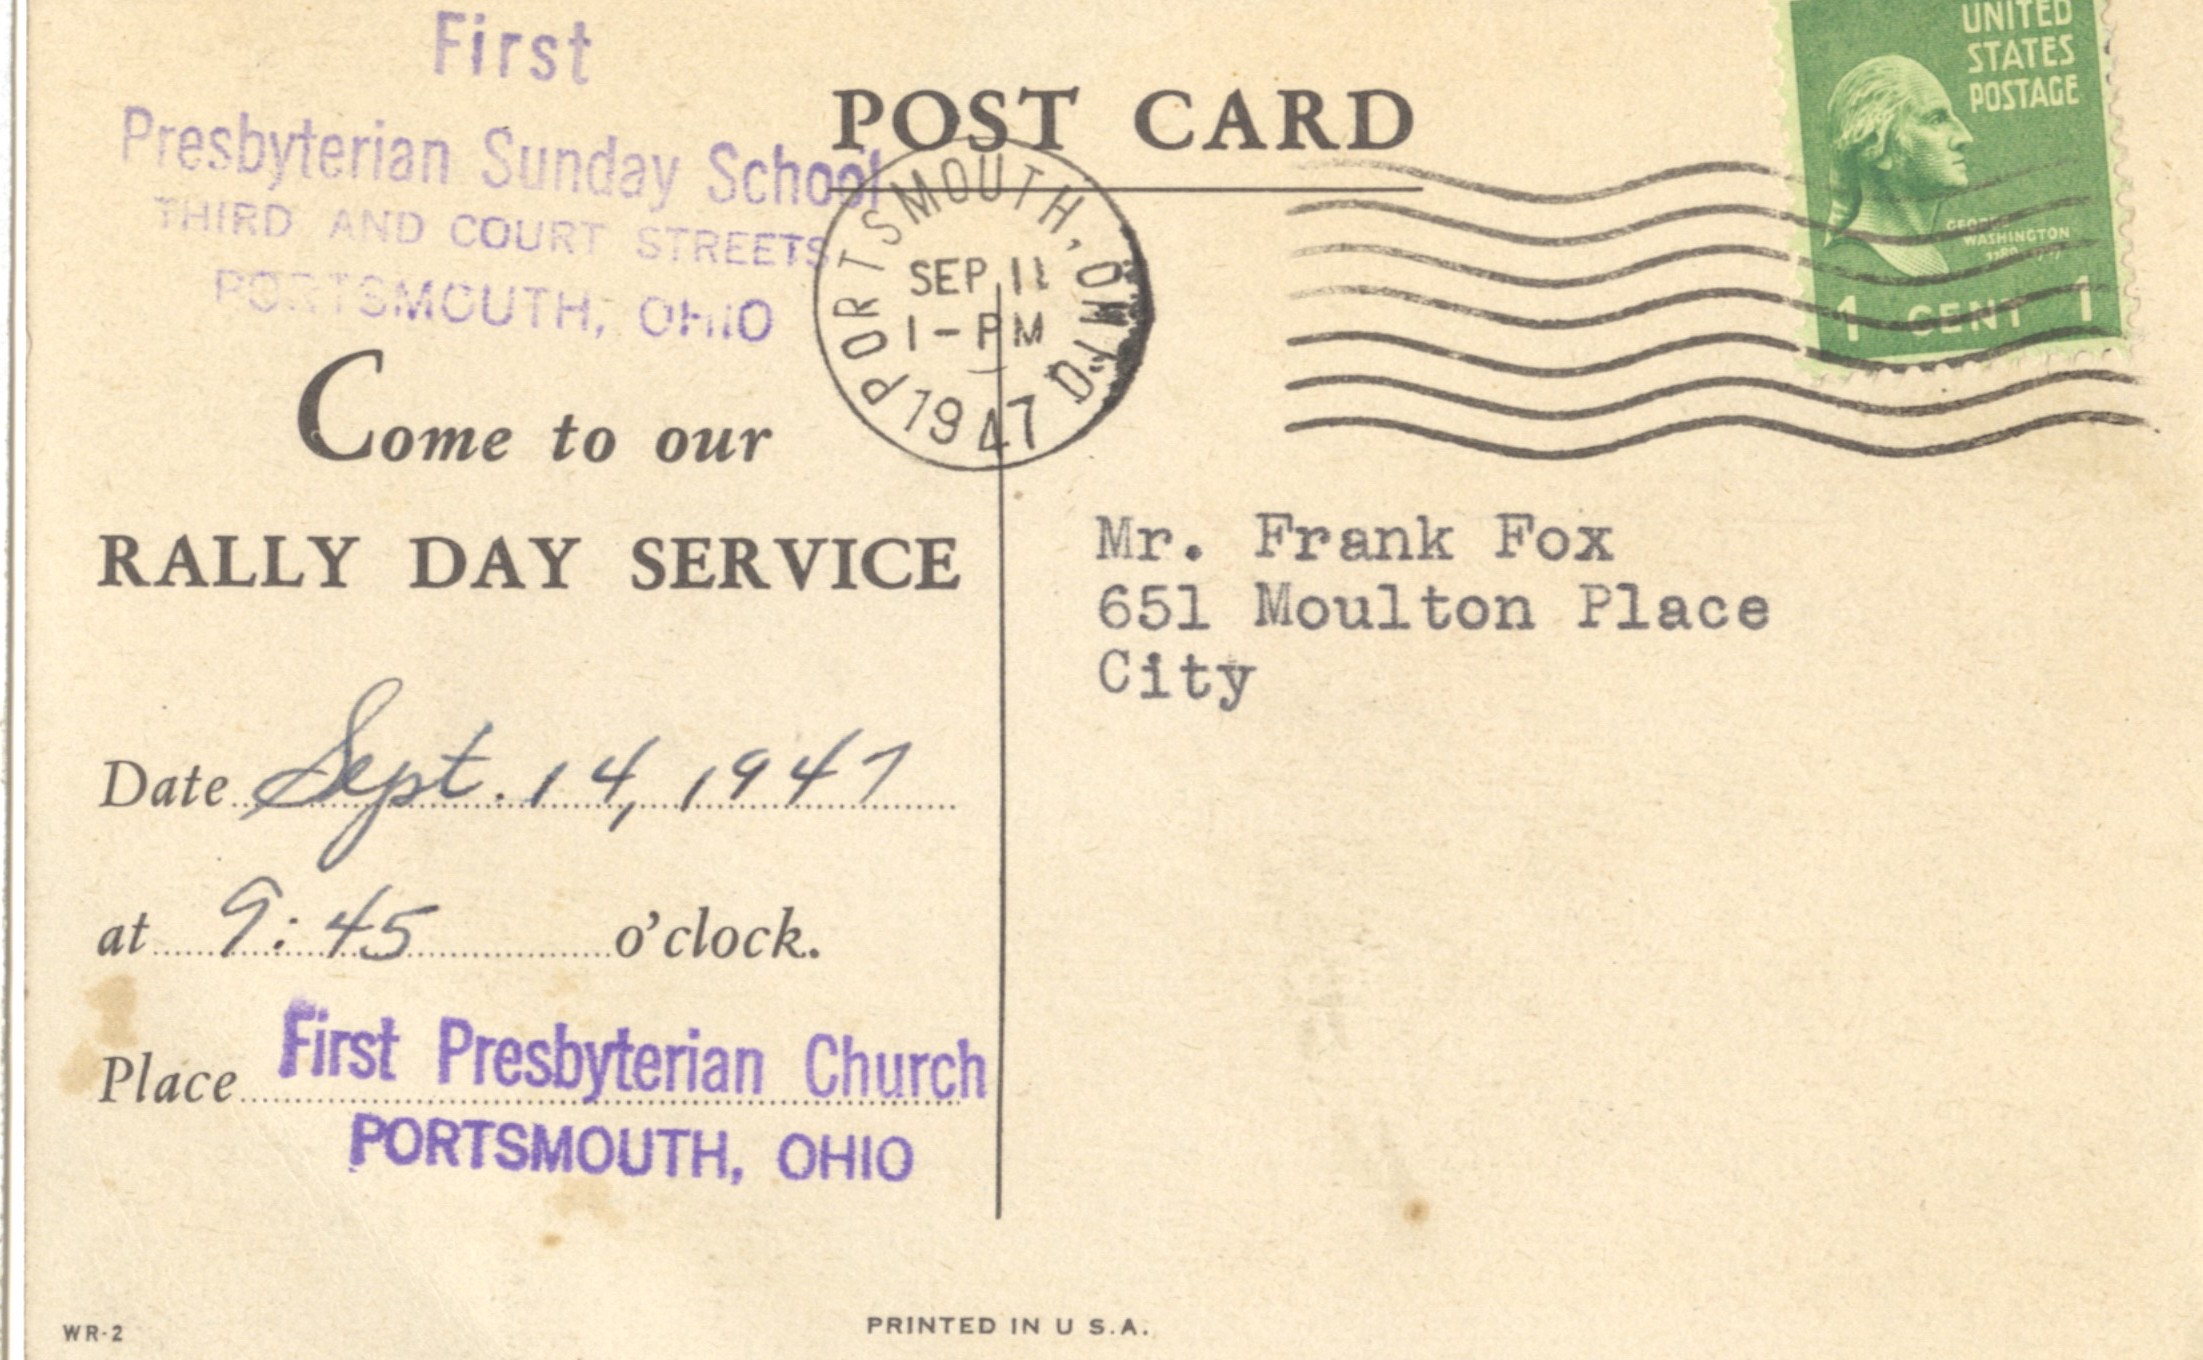 First
Presbyterian Sunday School
THIRD AND COURT STREETS
PORTSMOUTH, OHIO
POST CARD
PORTSMOUTH, OHIO
SEP 11
1-PM
1947
UNITED
STATES
POSTAGE
GEORGE
WASHINGTON
1 CENT 1
Come to our
RALLY DAY SERVICE
Date Sept. 14, 1947
at 9:45 o'clock.
Place First Presbyterian Church
PORTSMOUTH, OHIO
Mr. Frank Fox
651 Moulton Place
City
WR-2
PRINTED IN U S.A.